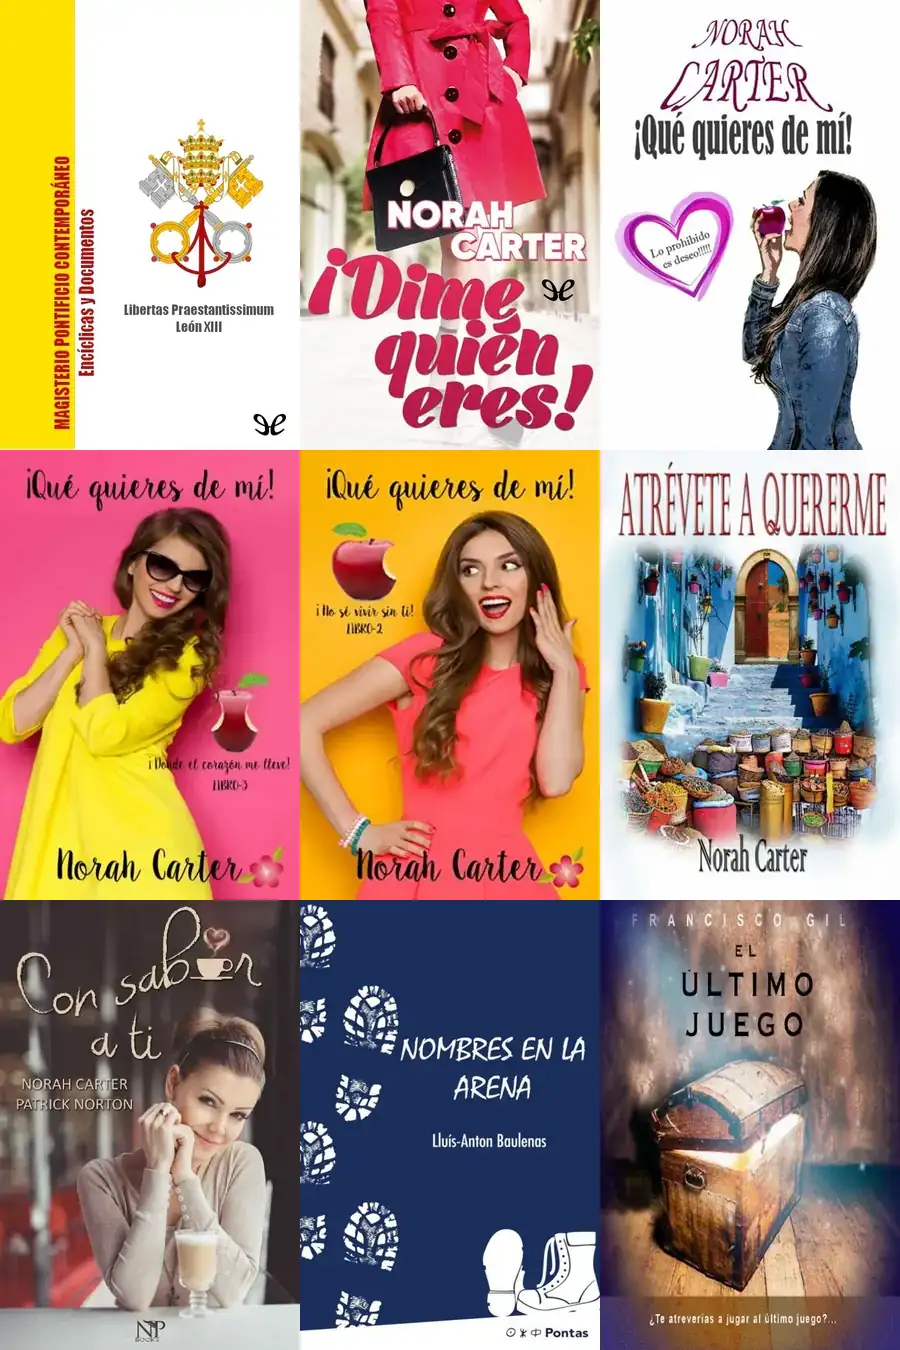 MAGISTERIO PONTIFICIO CONTEMPORÁNEO
Encíclicas y Documentos
Libertas Praestantissimum
León XIII
NORAH
CARTER
¡Dime
quién
eres!
NORAH
CARTER
¡Qué quieres de mí!
Lo prohibido
es deseo!!!!!
¡Qué quieres de mí!
¡Donde el corazón me lleve!
LIBRO-3
Norah Carter
¡Qué quieres de mí!
¡No sé vivir sin ti!
LIBRO-2
Norah Carter
ATRÉVETE A QUERERME
Norah Carter
Con sabor
a ti
NORAH CARTER
PATRICK NORTON
NP
BOOKS
NOMBRES EN LA
ARENA
Lluís-Anton Baulenas
Pontas
FRANCISCO GIL
EL
ÚLTIMO
JUEGO
¿Te atreverías a jugar al último juego?...